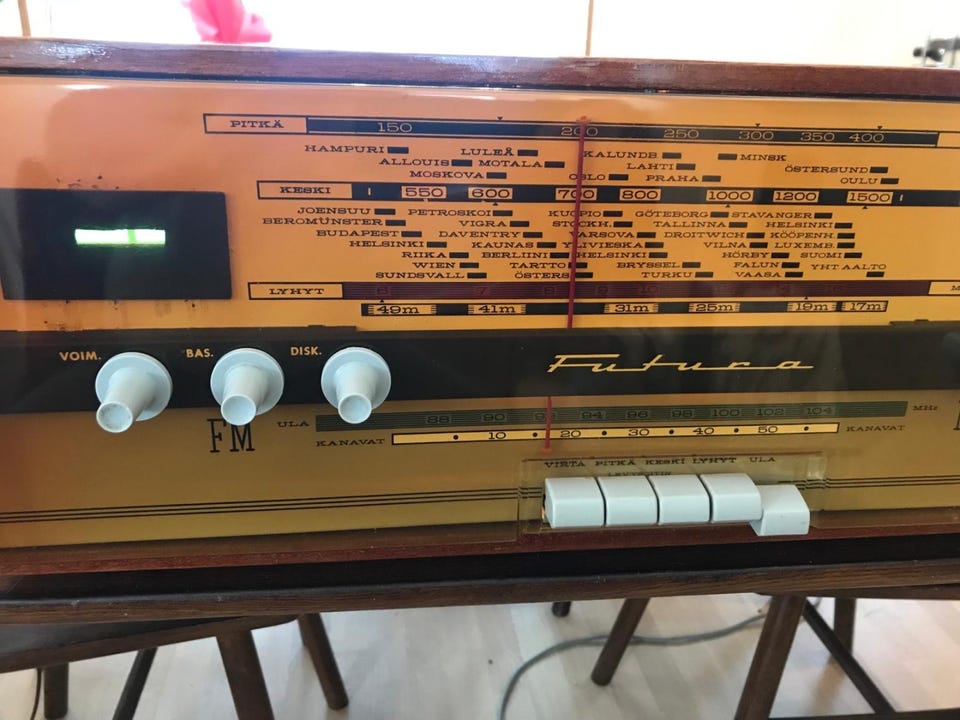 PITKÄ 150 200 250 300 350 400
HAMPURI LULEÅ KALUNDB. MINSK
ALLOUIS MOTALA LAHTI ÖSTERSUND
MOSKOVA OSLO PRAHA OULU
KESKI 550 600 700 800 1000 1200 1500
JOENSUU PETROSKOI KUOPIO GÖTEBORG STAVANGER
BEROMÜNSTER VIGRA STOCKH. TALLINNA HELSINKI
BUDAPEST DAVENTRY VARSOVA DROITWICH KÖÖPENH.
HELSINKI KAUNAS YLIVIESKA VILNA LUXEMB.
RIIKA BERLIINI HELSINKI HÖRBY SUOMI
WIEN TARTTO BRYSSEL FALUN YHT AALTO
SUNDSVALL ÖSTERS. TURKU VAASA
LYHYT 6 7 9 10
49m 41m 31m 25m 19m 17m
VOIM. BAS. DISK.
Futura
FM
ULA 88 90 94 96 98 100 102 104 MHz
KANAVAT 10 20 30 40 50 KANAVAT
VIRTA PITKÄ KESKI LYHYT ULA